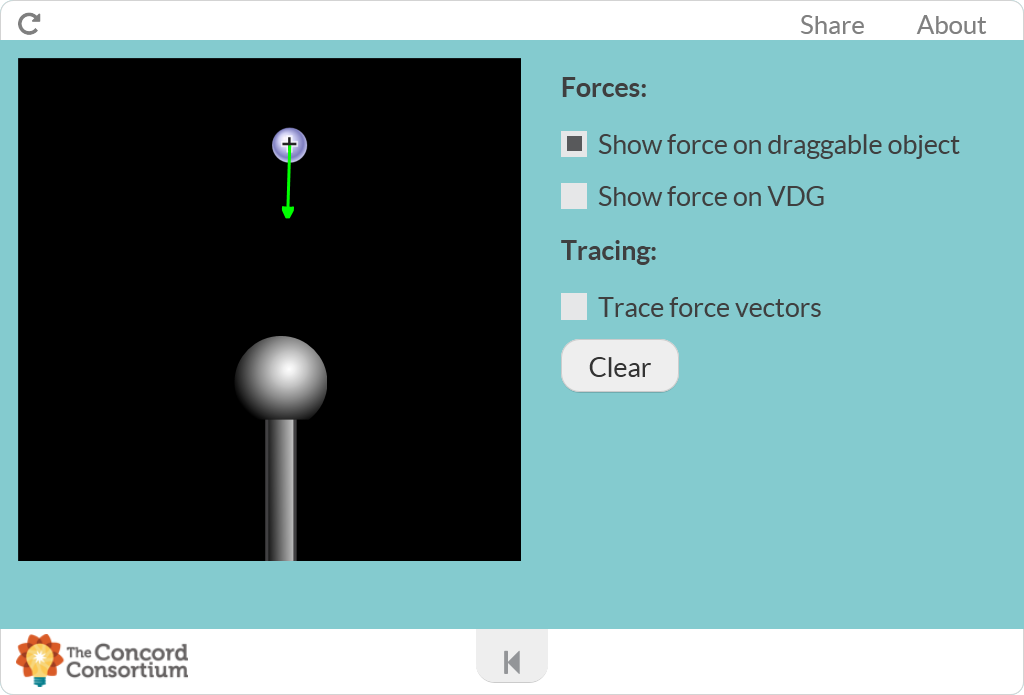 Share About
Forces:
+
Show force on draggable object
Show force on VDG
Tracing:
Trace force vectors
Clear
The Concord
Consortium